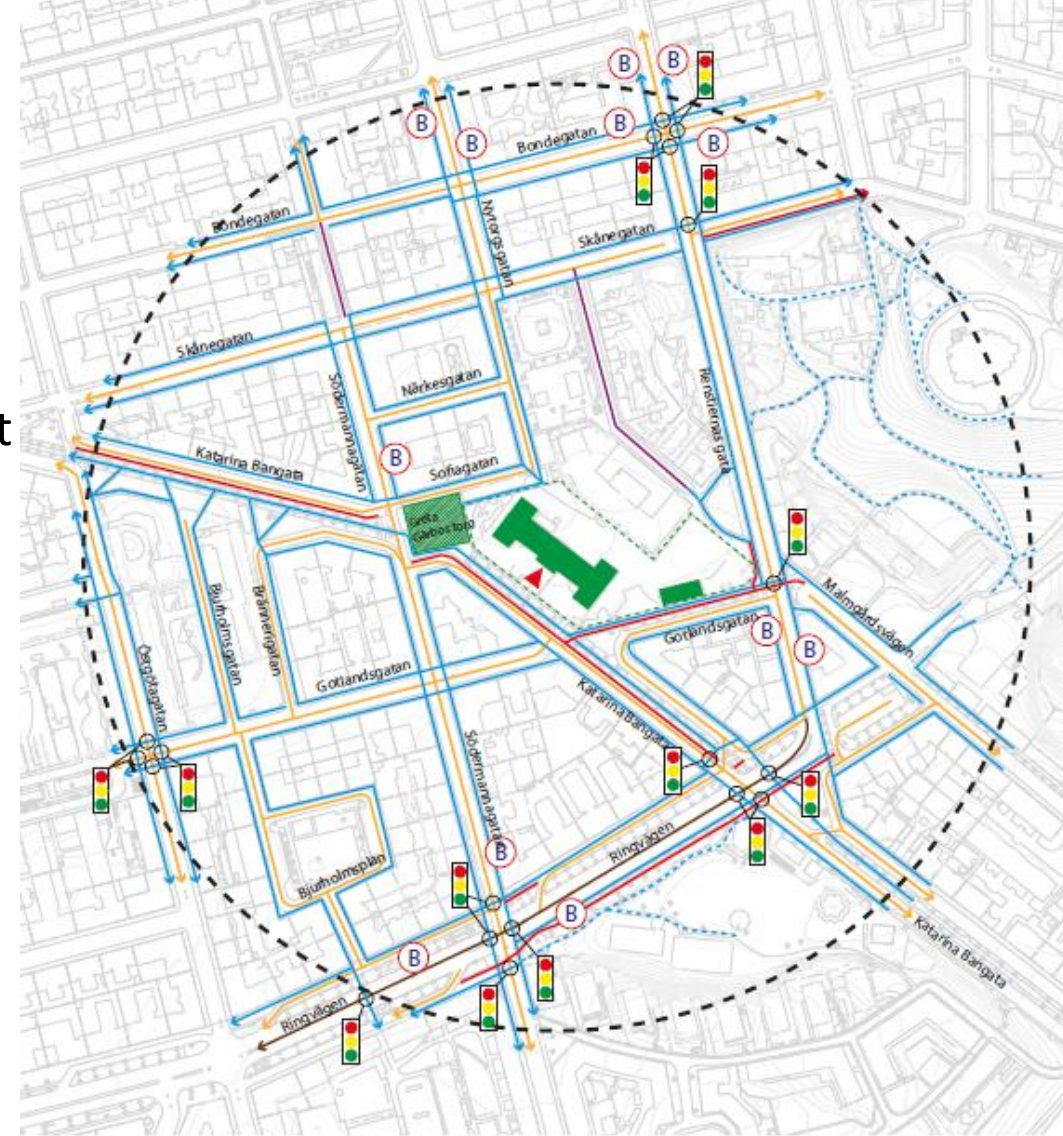 B
B
B
B
B
B
Bondegatan
Bondegatan
Nytorgsgatan
Skånegatan
Skånegatan
Södermannagatan
Närkesgatan
Renstiernas gata
t
B
Katarina Bangata
Sofiagatan
Greta
Garbos torg
Bjurholmsgatan
Brännerigatan
Malmgårdsvägen
Gotlandsgatan
B
B
Östgötagatan
Gotlandsgatan
Katarina Bangata
Södermannagatan
B
Ringvägen
Bjurholmsplan
B
B
Katarina Bangata
Ringvägen